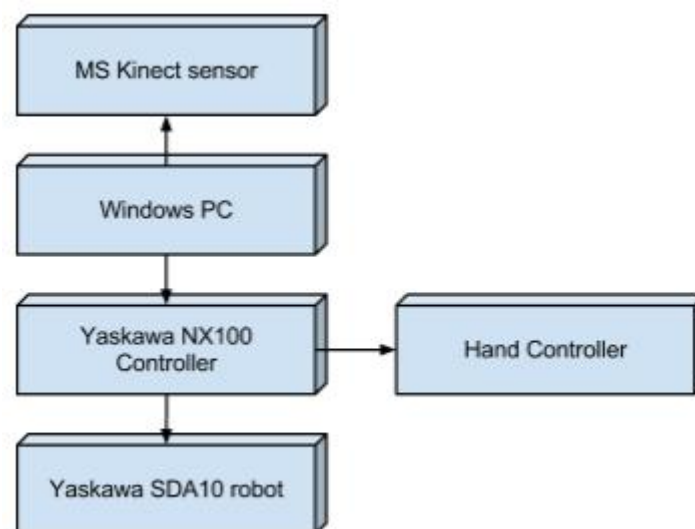 MS Kinect sensor
Windows PC
Yaskawa NX100
Controller
Hand Controller
Yaskawa SDA10 robot